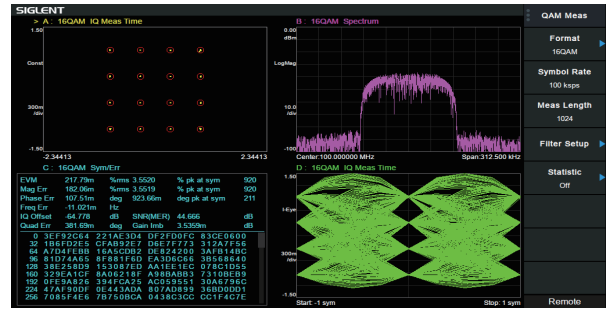 SIGLENT
> A: 16QAM IQ Meas Time
1.50
Const
300m
/div
-1.50
-2.34413
2.34413
B: 16QAM Spectrum
0.00
dBm
LogMag
10.0
/div
-100
Center:100.000000 MHz
Span:312.500 kHz
C: 16QAM Sym/Err
EVM 217.79m %rms 3.5520 % pk at sym 920
Mag Err 182.06m %rms 3.5519 % pk at sym 920
Phase Err 107.51m deg 923.66m deg pk at sym 211
Freq Err -11.021m Hz
IQ Offset -64.778 dB SNR(MER) 44.666 dB
Quad Err 381.69m deg Gain Imb 3.5359m dB
0 3EF92C64 221AE3D4 DF2FD0FC 83CE0600
32 1B6FD2E5 CFAB92E7 D6E7F773 312A7F56
64 A7D4FEBB 16A5CDB2 DE824200 3AFB14BC
96 81D74A65 8F881F6D EA3D6C66 3B568640
128 38E258D9 153087ED AA1EE1EC 078C1D55
160 329EA1CF 8A06218F A98BABB3 7310BEB9
192 0FE9A826 394FCA25 AC059551 30A6796C
224 47AF90DF 0E443ADA 807AD899 36BD0DD1
256 7085F4E6 7B750BCA 0438C3CC CC1F4C7E
D: 16QAM IQ Meas Time
1.50
I-Eye
300m
/div
-1.50
Start: -1 sym
Stop: 1 sym
QAM Meas
Format
16QAM
Symbol Rate
100 ksps
Meas Length
1024
Filter Setup
Statistic
Off
Remote